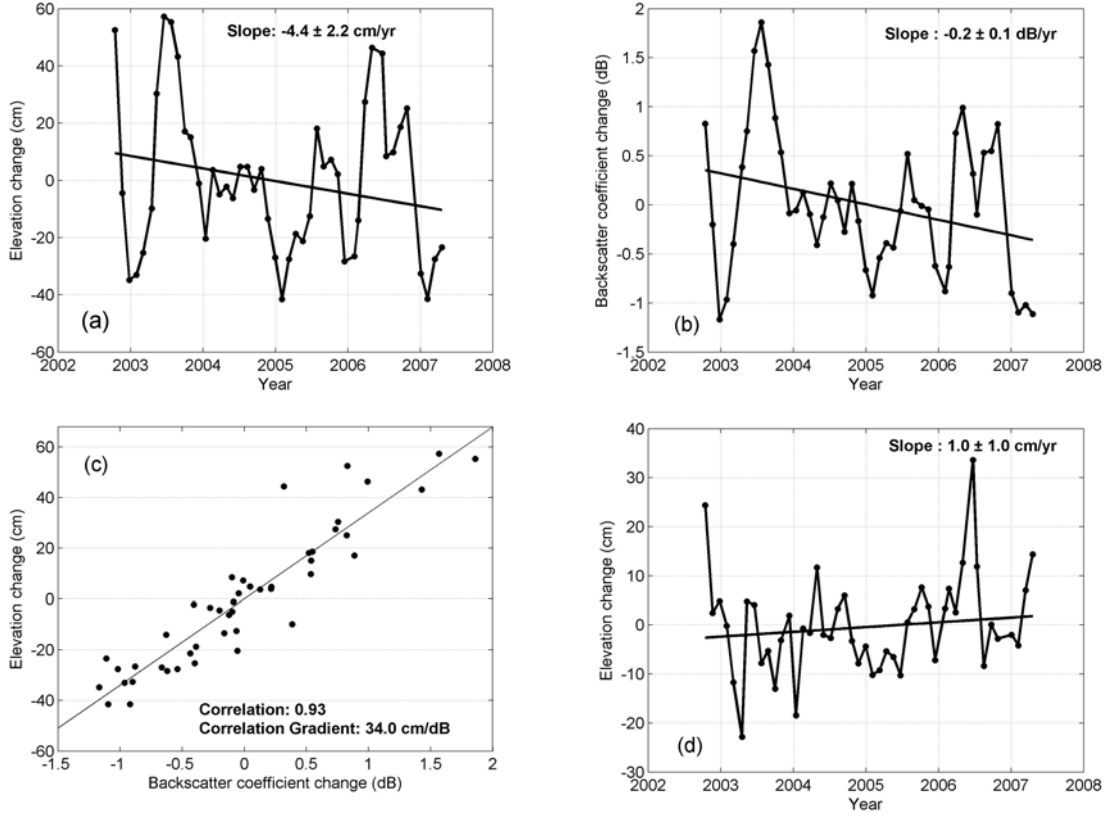 60
40
20
0
-20
-40
-60
2002 2003 2004 2005 2006 2007 2008
Elevation change (cm)
Year
Slope: -4.4 ± 2.2 cm/yr
(a)
2
1.5
1
0.5
0
-0.5
-1
-1.5
2002 2003 2004 2005 2006 2007 2008
Backscatter coefficient change (dB)
Year
Slope : -0.2 ± 0.1 dB/yr
(b)
60
40
20
0
-20
-40
-60
-1.5 -1 -0.5 0 0.5 1 1.5 2
Elevation change (cm)
Backscatter coefficient change (dB)
(c)
Correlation: 0.93
Correlation Gradient: 34.0 cm/dB
40
30
20
10
0
-10
-20
-30
2002 2003 2004 2005 2006 2007 2008
Elevation change (cm)
Year
Slope : 1.0 ± 1.0 cm/yr
(d)